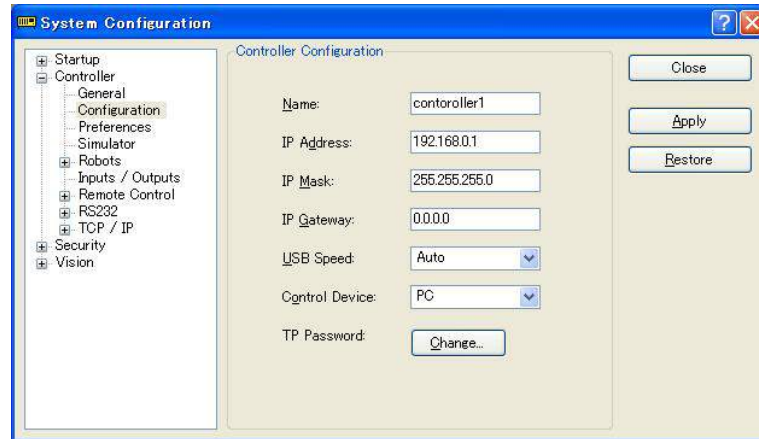 System Configuration
Startup
Controller
General
Configuration
Preferences
Simulator
Robots
Inputs / Outputs
Remote Control
RS232
TCP / IP
Security
Vision
Controller Configuration
Name:
contoroller1
IP Address:
192.168.0.1
IP Mask:
255.255.255.0
IP Gateway:
0.0.0.0
USB Speed:
Auto
Control Device:
PC
TP Password:
Change...
Close
Apply
Restore